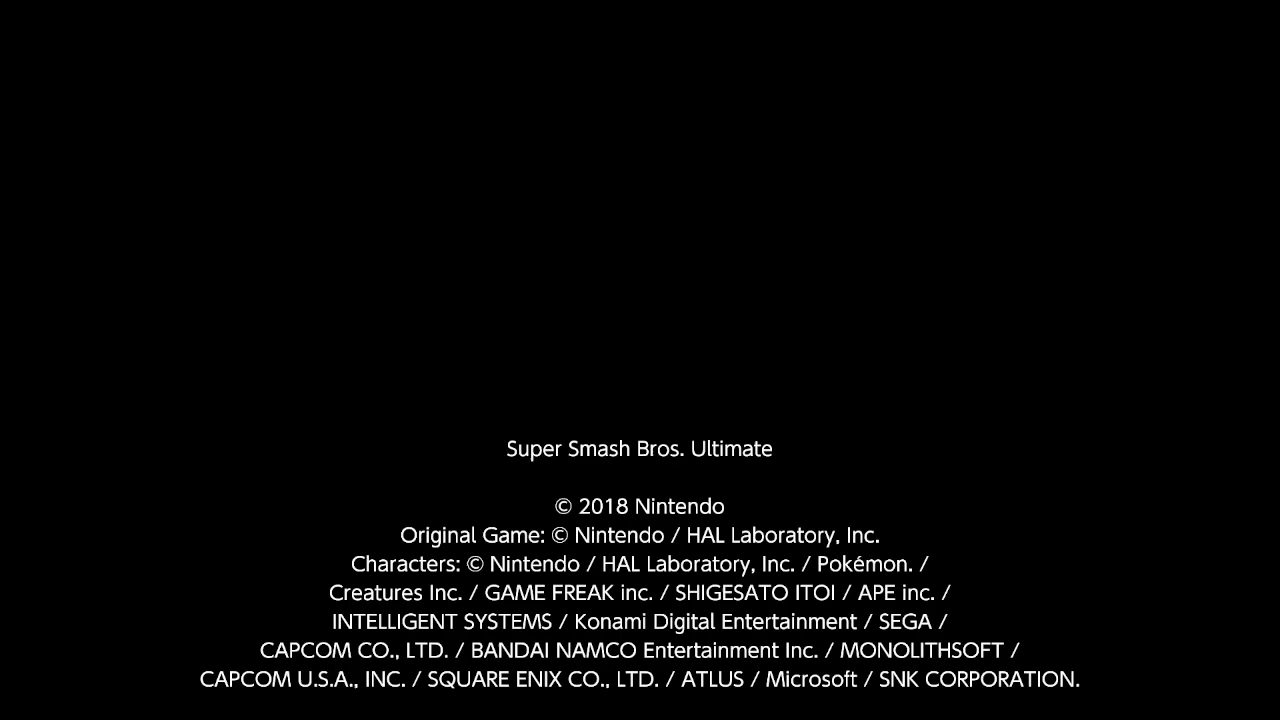 Super Smash Bros. Ultimate
© 2018 Nintendo
Original Game: © Nintendo / HAL Laboratory, Inc.
Characters: © Nintendo / HAL Laboratory, Inc. / Pokémon. /
Creatures Inc. / GAME FREAK inc. / SHIGESATO ITOI / APE inc. /
INTELLIGENT SYSTEMS / Konami Digital Entertainment / SEGA /
CAPCOM CO., LTD. / BANDAI NAMCO Entertainment Inc. / MONOLITHSOFT /
CAPCOM U.S.A., INC. / SQUARE ENIX CO., LTD. / ATLUS / Microsoft / SNK CORPORATION.